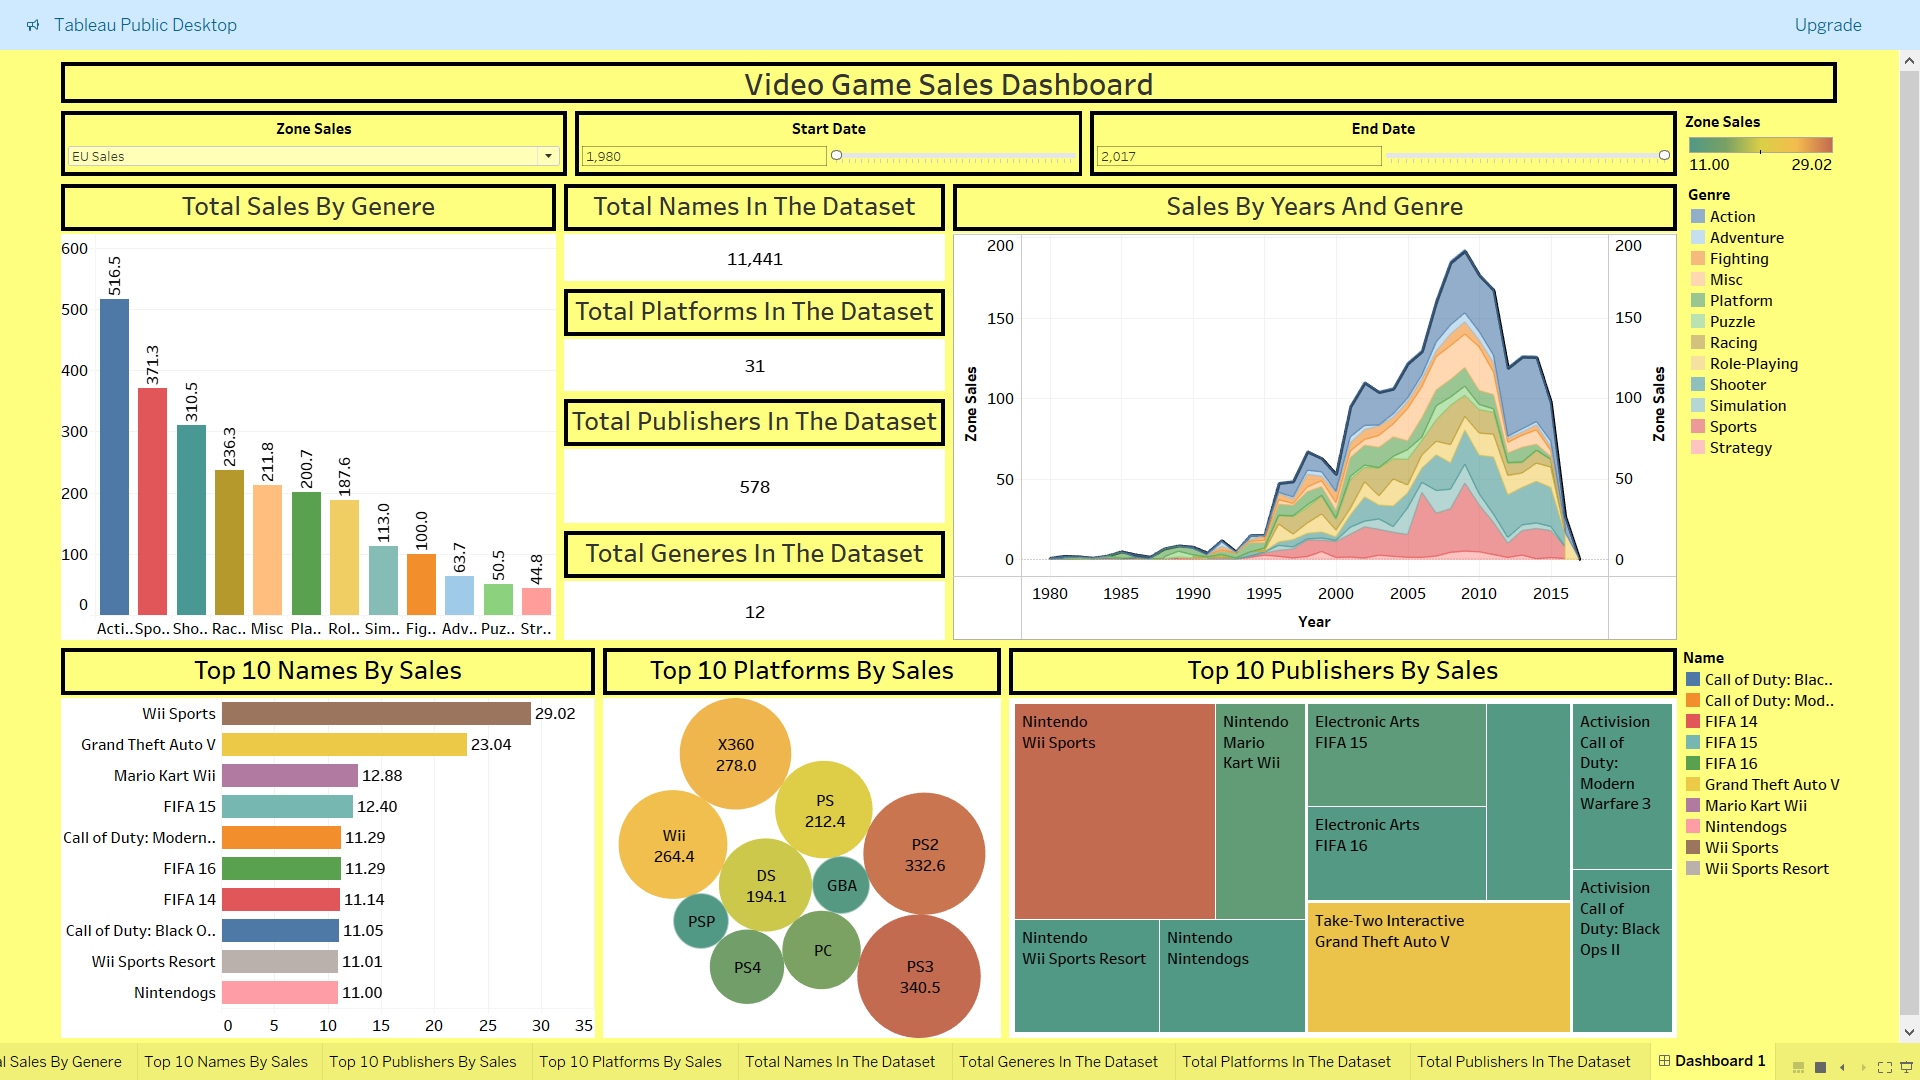 Tableau Public Desktop
Upgrade
Video Game Sales Dashboard
Zone Sales
EU Sales
Start Date
1,980
End Date
2,017
Zone Sales
11.00 29.02
Total Sales By Genere
600
500
400
300
200
100
0
516.5
371.3
310.5
236.3
211.8
200.7
187.6
113.0
100.0
63.7
50.5
44.8
Acti.. Spo.. Sho.. Rac.. Misc Pla.. Rol.. Sim.. Fig.. Adv.. Puz.. Str..
Total Names In The Dataset
11,441
Total Platforms In The Dataset
31
Total Publishers In The Dataset
578
Total Generes In The Dataset
12
Sales By Years And Genre
Zone Sales
200
150
100
50
0
200
150
100
50
0
Zone Sales
1980 1985 1990 1995 2000 2005 2010 2015
Year
Genre
Action
Adventure
Fighting
Misc
Platform
Puzzle
Racing
Role-Playing
Shooter
Simulation
Sports
Strategy
Top 10 Names By Sales
Wii Sports 29.02
Grand Theft Auto V 23.04
Mario Kart Wii 12.88
FIFA 15 12.40
Call of Duty: Modern.. 11.29
FIFA 16 11.29
FIFA 14 11.14
Call of Duty: Black O.. 11.05
Wii Sports Resort 11.01
Nintendogs 11.00
0 5 10 15 20 25 30 35
Top 10 Platforms By Sales
X360
278.0
PS
212.4
Wii
264.4
PS2
332.6
DS
194.1
GBA
PSP
PC
PS4
PS3
340.5
Top 10 Publishers By Sales
Nintendo
Wii Sports
Nintendo
Mario
Kart Wii
Electronic Arts
FIFA 15
Electronic Arts
FIFA 16
Activision
Call of
Duty:
Modern
Warfare 3
Nintendo
Wii Sports Resort
Nintendo
Nintendogs
Take-Two Interactive
Grand Theft Auto V
Activision
Call of
Duty: Black
Ops II
Name
Call of Duty: Blac..
Call of Duty: Mod..
FIFA 14
FIFA 15
FIFA 16
Grand Theft Auto V
Mario Kart Wii
Nintendogs
Wii Sports
Wii Sports Resort
al Sales By Genere
Top 10 Names By Sales
Top 10 Publishers By Sales
Top 10 Platforms By Sales
Total Names In The Dataset
Total Generes In The Dataset
Total Platforms In The Dataset
Total Publishers In The Dataset
Dashboard 1